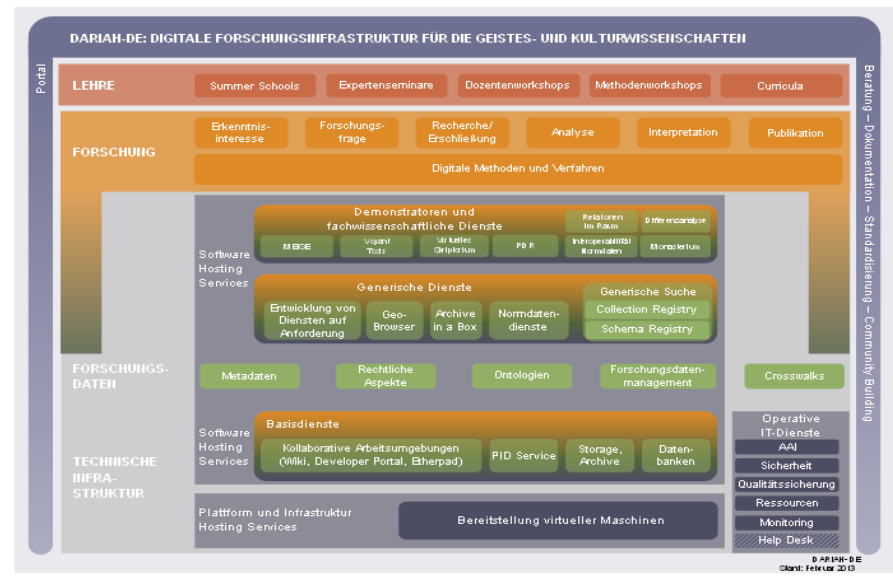 DARIAH-DE: DIGITALE FORSCHUNGSINFRASTRUKTUR FÜR DIE GEISTES- UND KULTURWISSENSCHAFTEN
Portal
LEHRE
Summer Schools
Expertenseminare
Dozentenworkshops
Methodenworkshops
Curricula
FORSCHUNG
Erkenntnis-
interesse
Forschungs-
frage
Recherche/
Erschließung
Analyse
Interpretation
Publikation
Digitale Methoden und Verfahren
Software
Hosting
Services
Demonstratoren und
fachwissenschaftliche Dienste
Relationen
im Raum
Differenzanalyse
MEISE
Voyant
Tools
Virtuelles
Skriptorium
PDR
Interoperabilität
Normdaten
Monasterium
Generische Dienste
Entwicklung von
Diensten auf
Anforderung
Geo-
Browser
Archive
in a Box
Normdaten-
dienste
Generische Suche
Collection Registry
Schema Registry
FORSCHUNGS-
DATEN
Metadaten
Rechtliche
Aspekte
Ontologien
Forschungsdaten-
management
Crosswalks
TECHNISCHE
INFRA-
STRUKTUR
Software
Hosting
Services
Basisdienste
Kollaborative Arbeitsumgebungen
(Wiki, Developer Portal, Etherpad)
PID Service
Storage,
Archive
Daten-
banken
Plattform und Infrastruktur
Hosting Services
Bereitstellung virtueller Maschinen
Operative
IT-Dienste
AAI
Sicherheit
Qualitätssicherung
Ressourcen
Monitoring
Help Desk
Beratung – Dokumentation – Standardisierung – Community Building
DARIAH-DE
Stand: Februar 2013